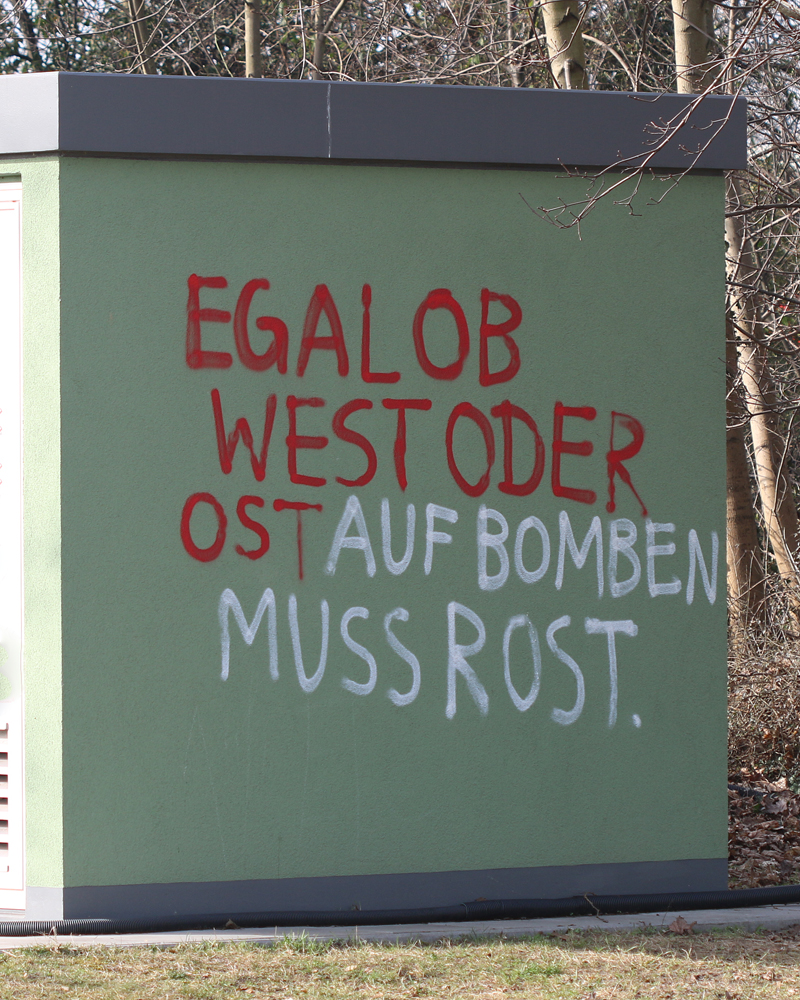 EGAL OB
WEST ODER
OST AUF BOMBEN
MUSS ROST.